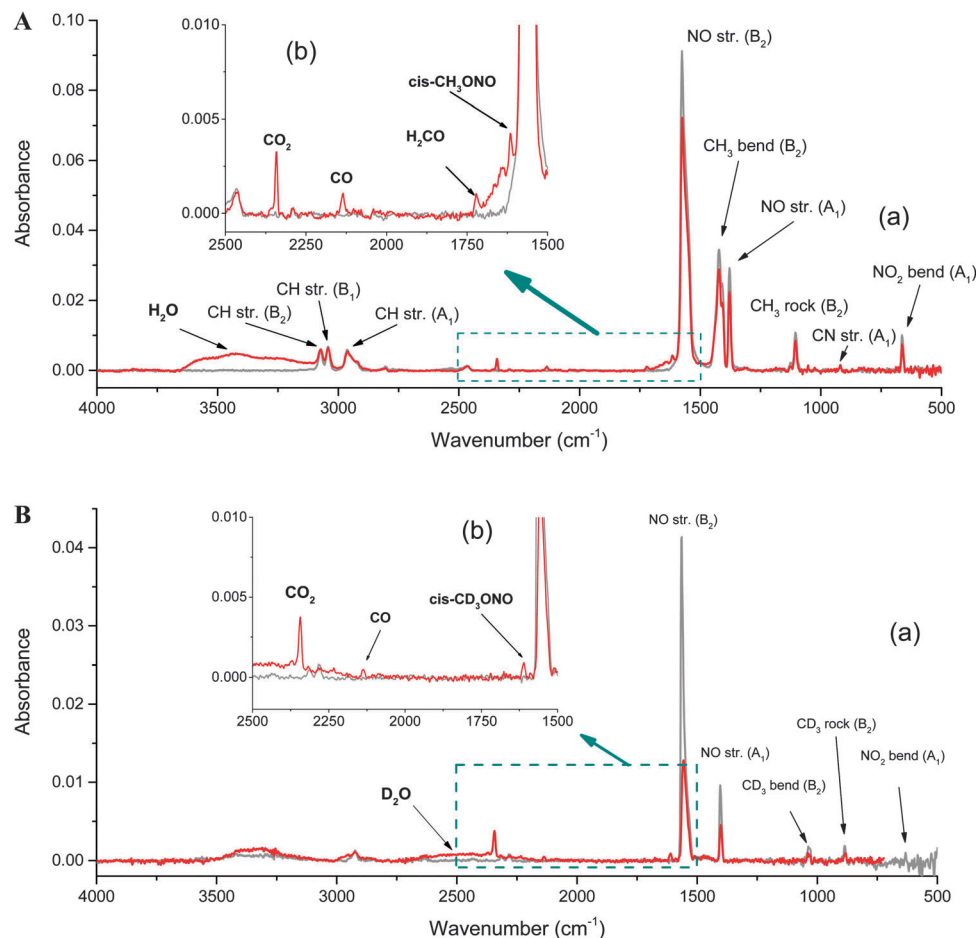 A
0.10
0.08
0.06
0.04
0.02
0.00
Absorbance
4000 3500 3000 2500 2000 1500 1000 500
Wavenumber (cm⁻¹)
(a)
NO str. (B₂)
CH₃ bend (B₂)
NO str. (A₁)
NO₂ bend (A₁)
CH₃ rock (B₂)
CN str. (A₁)
H₂O
CH str. (B₂)
CH str. (B₁)
CH str. (A₁)
(b)
0.010
0.005
0.000
2500 2250 2000 1750 1500
CO₂
CO
H₂CO
cis-CH₃ONO
B
0.04
0.03
0.02
0.01
0.00
Absorbance
4000 3500 3000 2500 2000 1500 1000 500
Wavenumber (cm⁻¹)
(a)
NO str. (B₂)
NO str. (A₁)
CD₃ bend (B₂)
CD₃ rock (B₂)
NO₂ bend (A₁)
D₂O
(b)
0.010
0.005
0.000
2500 2250 2000 1750 1500
CO₂
CO
cis-CD₃ONO